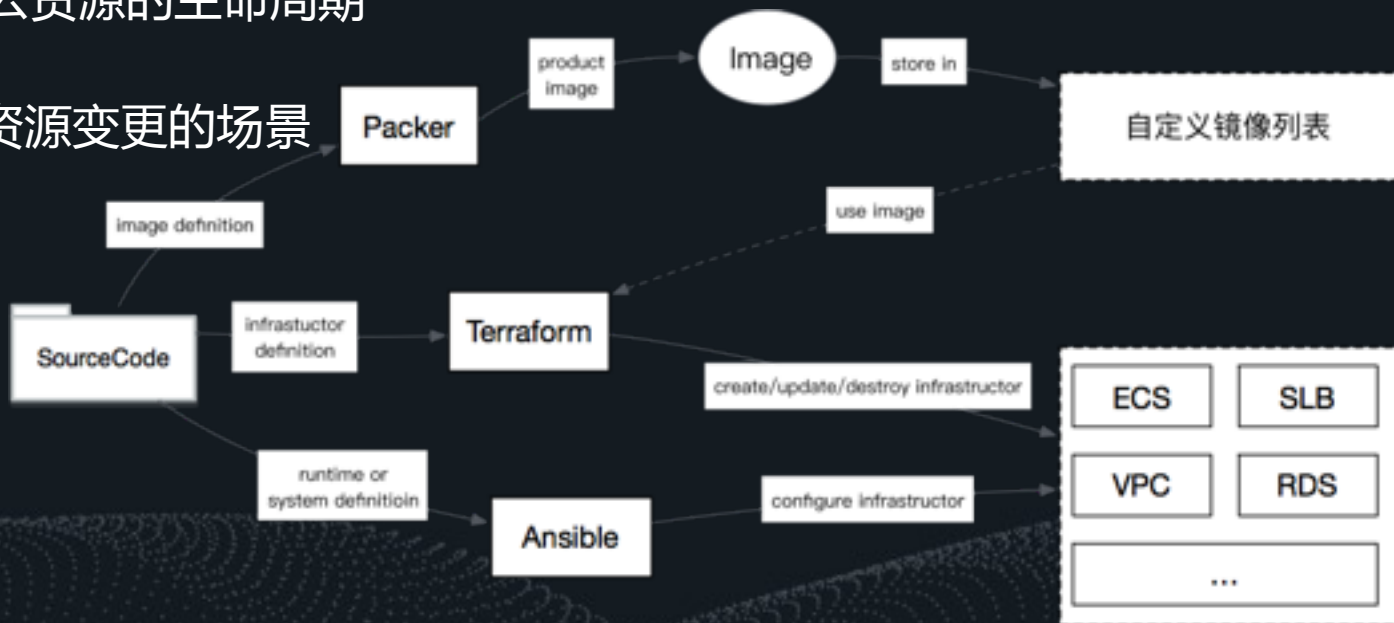 云资源的生命周期
资源变更的场景
product
image
Image
store in
Packer
自定义镜像列表
use image
image definition
infrastuctor
definition
Terraform
SourceCode
create/update/destroy infrastructor
ECS
SLB
runtime or
system definitioin
configure infrastructor
VPC
RDS
Ansible
...